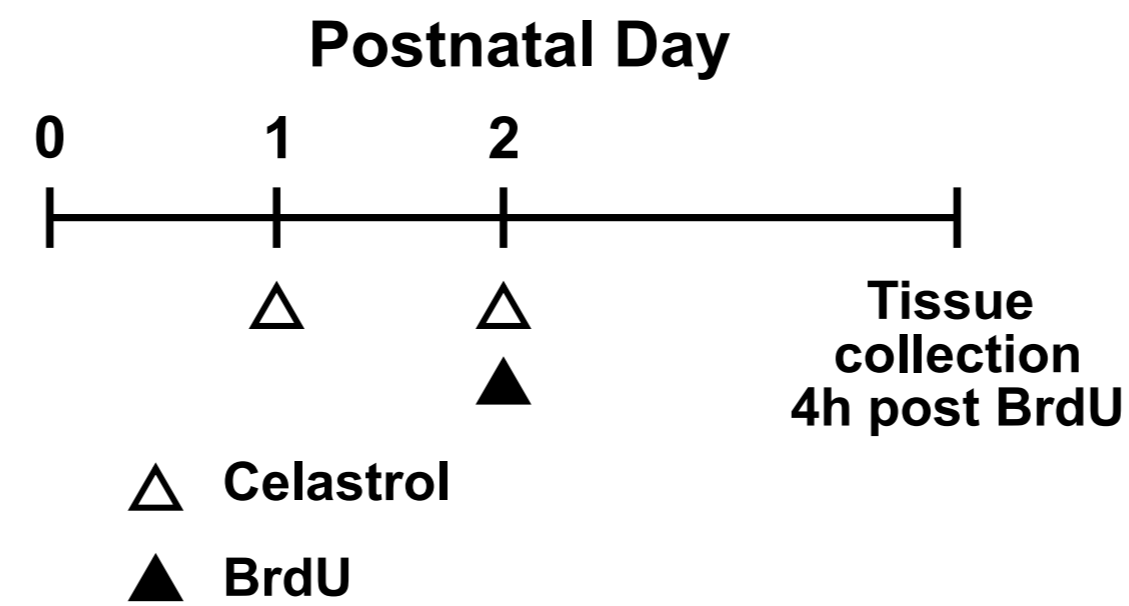 Postnatal Day
0 1 2
Tissue
collection
4h post BrdU
Celastrol
BrdU